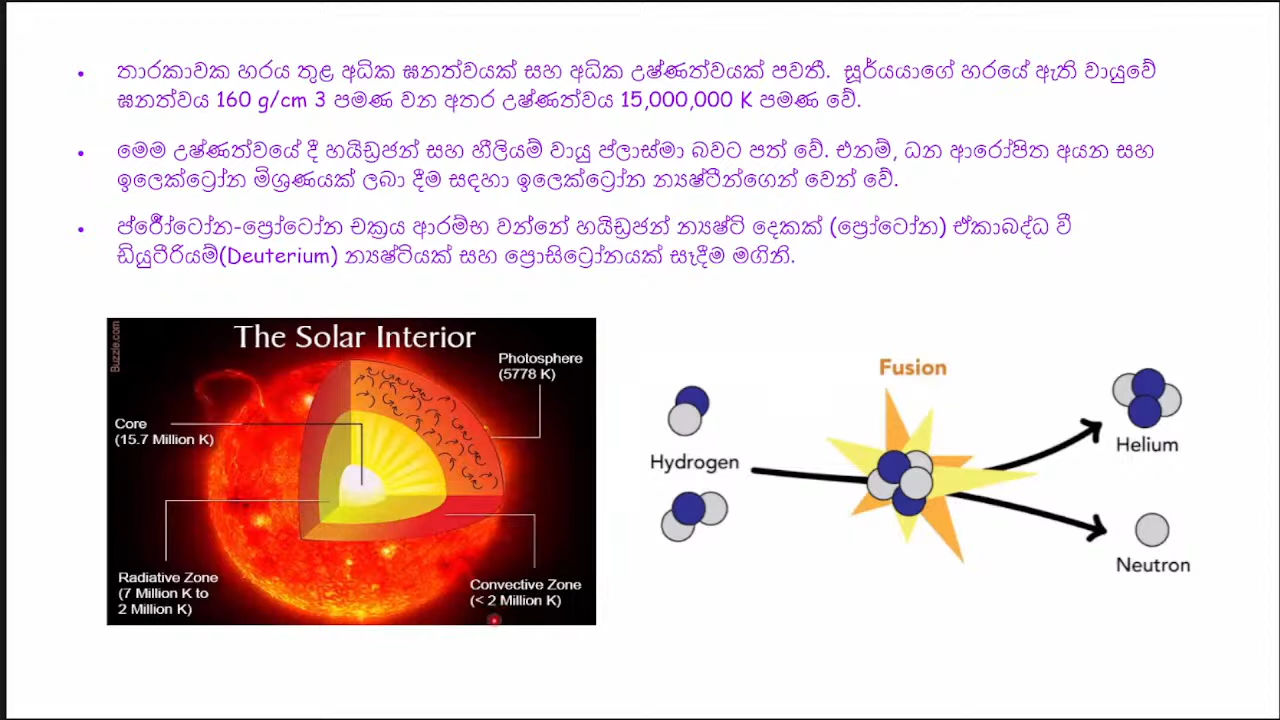 • තාරකාවක හරය තුළ අධික ඝනත්වයක් සහ අධික උෂ්ණත්වයක් පවතී. සූර්යයාගේ හරයේ ඇති වායුවේ
ඝනත්වය 160 g/cm 3 පමණ වන අතර උෂ්ණත්වය 15,000,000 K පමණ වේ.
• මෙම උෂ්ණත්වයේ දී හයිඩ්‍රජන් සහ හීලියම් වායු ප්ලාස්මා බවට පත් වේ. එනම්, ධන ආරෝපිත අයන සහ
ඉලෙක්ට්‍රෝන මිශ්‍රණයක් ලබා දීම සඳහා ඉලෙක්ට්‍රෝන න්‍යෂ්ටීන්ගෙන් වෙන් වේ.
• ප්රෝටෝන-ප්‍රෝටෝන චක්‍රය ආරම්භ වන්නේ හයිඩ්‍රජන් න්‍යෂ්ටි දෙකක් (ප්‍රෝටෝන) ඒකාබද්ධ වී
ඩියුටීරියම්(Deuterium) න්‍යෂ්ටියක් සහ ප්‍රොසිට්‍රෝනයක් සෑදීම මගිනි.
Buzzle.com
The Solar Interior
Photosphere
(5778 K)
Core
(15.7 Million K)
Radiative Zone
(7 Million K to
2 Million K)
Convective Zone
(< 2 Million K)
Fusion
Hydrogen
Helium
Neutron